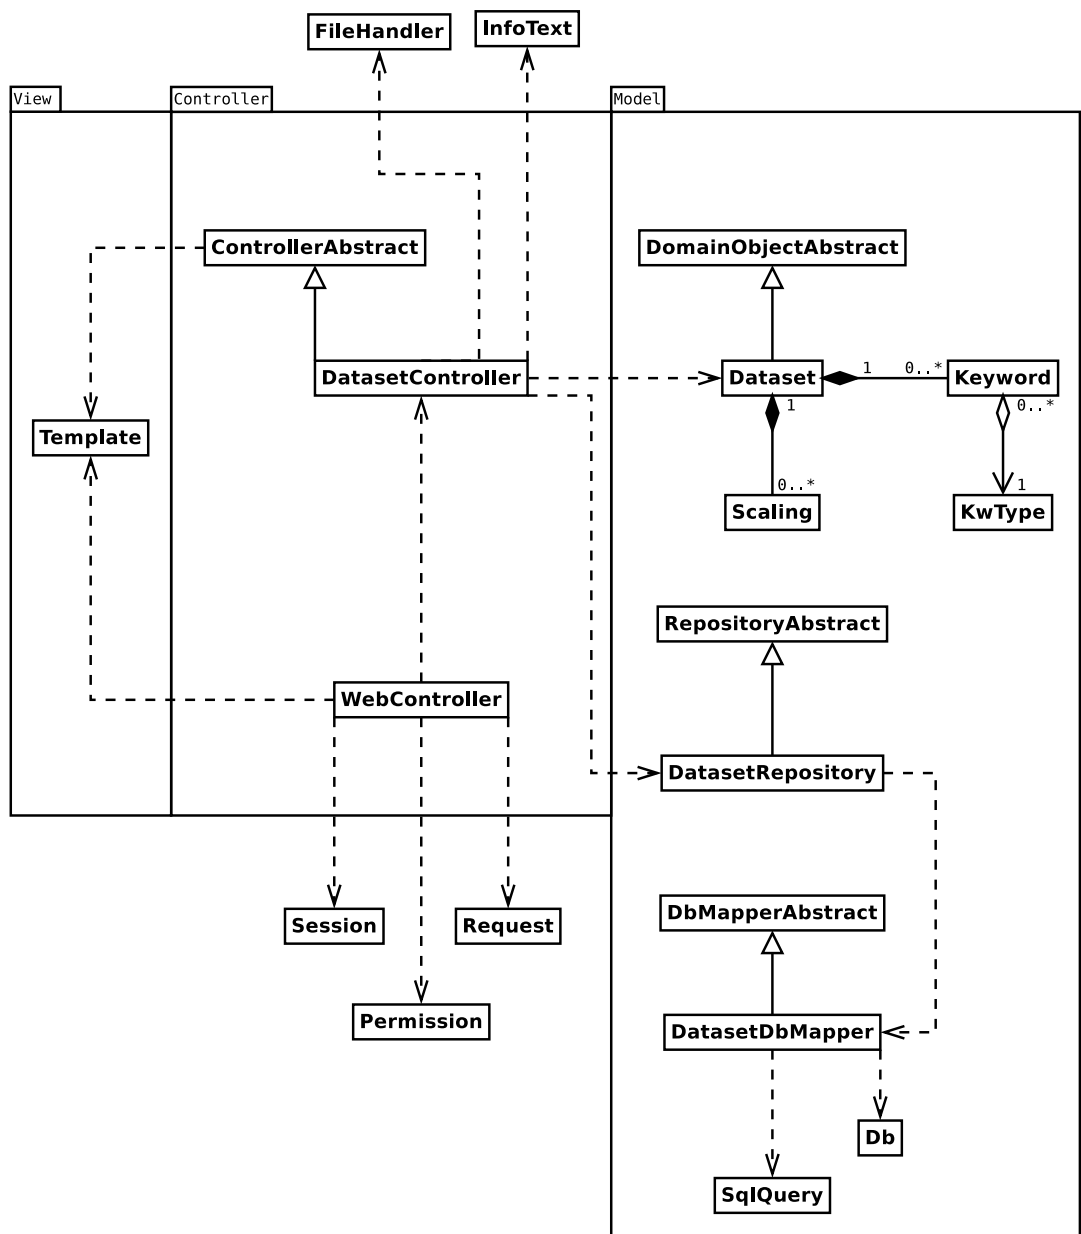 FileHandler
InfoText
View
Controller
Model
ControllerAbstract
DomainObjectAbstract
DatasetController
Dataset
1
0..*
Keyword
1
0..*
Template
0..*
1
Scaling
KwType
RepositoryAbstract
WebController
DatasetRepository
DbMapperAbstract
Session
Request
Permission
DatasetDbMapper
Db
SqlQuery